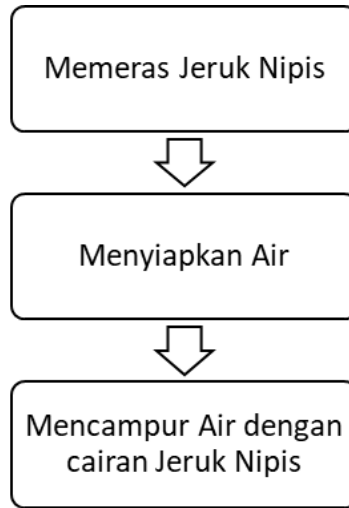 Memeras Jeruk Nipis
Menyiapkan Air
Mencampur Air dengan
cairan Jeruk Nipis